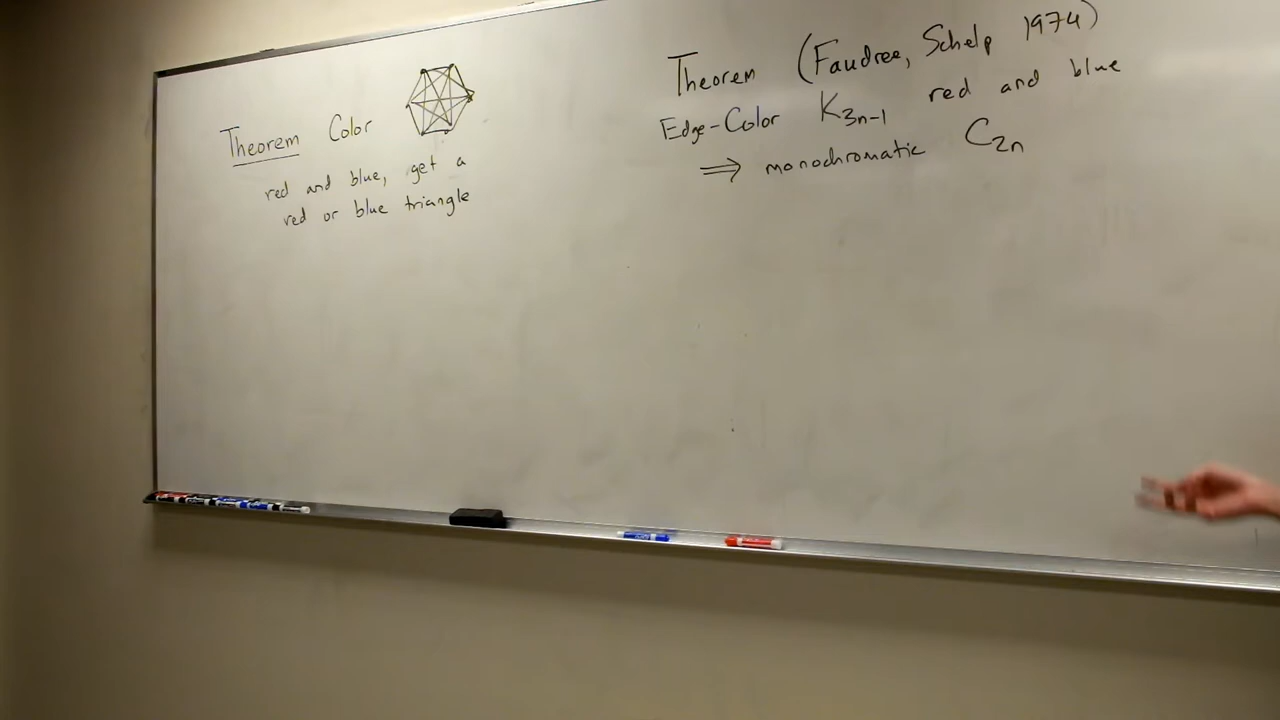 Theorem Color
red and blue, get a
red or blue triangle
Theorem (Faudree, Schelp 1974)
Edge-Color K₃ₙ₋₁ red and blue
⟹ monochromatic C₂ₙ